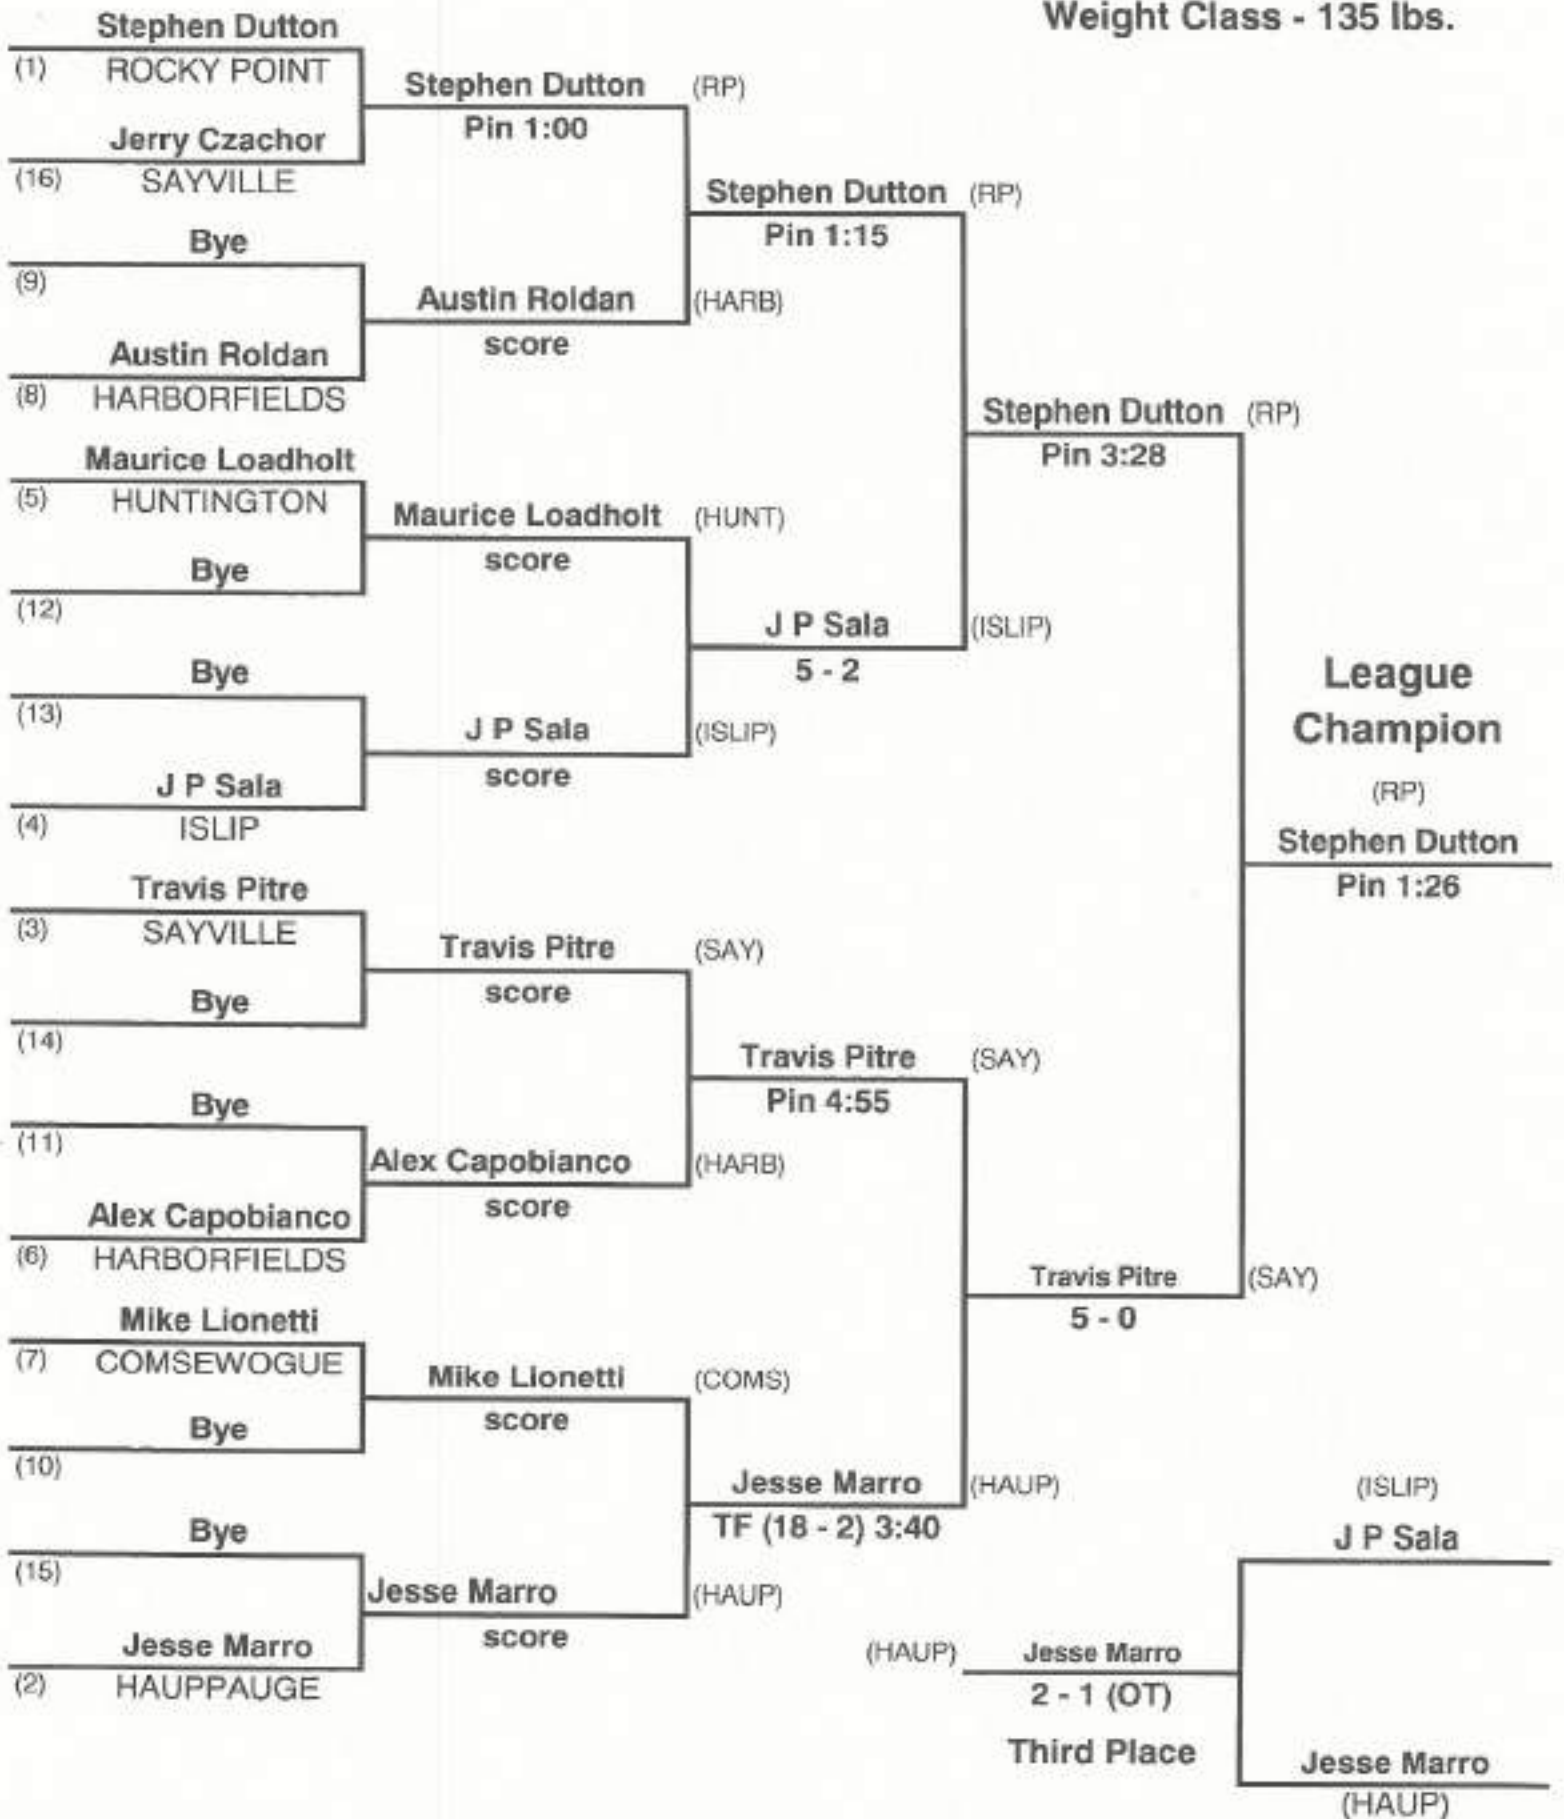 Weight Class - 135 lbs.
Stephen Dutton
(1) ROCKY POINT
Jerry Czachor
(16) SAYVILLE
Bye
(9)
Austin Roldan
(8) HARBORFIELDS
Maurice Loadholt
(5) HUNTINGTON
Bye
(12)
Bye
(13)
J P Sala
(4) ISLIP
Travis Pitre
(3) SAYVILLE
Bye
(14)
Bye
(11)
Alex Capobianco
(6) HARBORFIELDS
Mike Lionetti
(7) COMSEWOGUE
Bye
(10)
Bye
(15)
Jesse Marro
(2) HAUPPAUGE
Stephen Dutton (RP)
Pin 1:00
Austin Roldan (HARB)
score
Maurice Loadholt (HUNT)
score
J P Sala (ISLIP)
score
Travis Pitre (SAY)
score
Alex Capobianco (HARB)
score
Mike Lionetti (COMS)
score
Jesse Marro (HAUP)
score
Stephen Dutton (RP)
Pin 1:15
J P Sala (ISLIP)
5 - 2
Travis Pitre (SAY)
Pin 4:55
Jesse Marro (HAUP)
TF (18 - 2) 3:40
Stephen Dutton (RP)
Pin 3:28
Travis Pitre (SAY)
5 - 0
League
Champion
(RP)
Stephen Dutton
Pin 1:26
(ISLIP)
J P Sala
(HAUP) Jesse Marro
2 - 1 (OT)
Third Place
Jesse Marro
(HAUP)